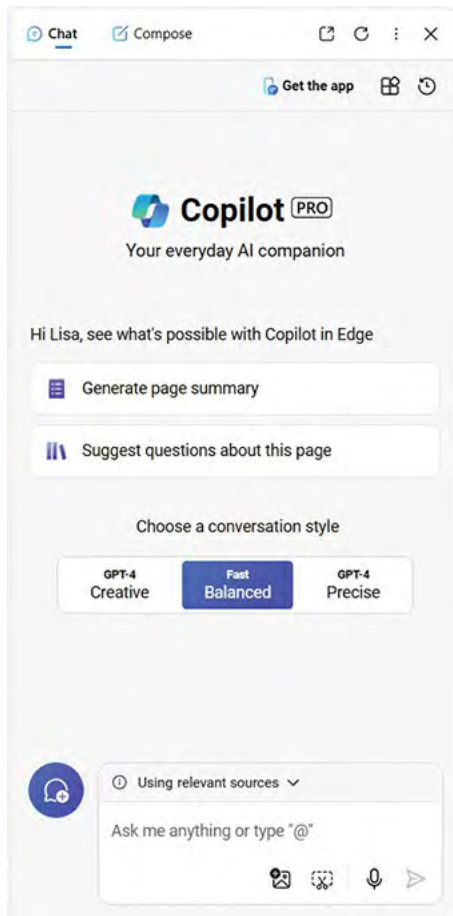 Chat Compose
Get the app
Copilot PRO
Your everyday AI companion
Hi Lisa, see what's possible with Copilot in Edge
Generate page summary
Suggest questions about this page
Choose a conversation style
GPT-4 Fast GPT-4
Creative Balanced Precise
Using relevant sources
Ask me anything or type "@"